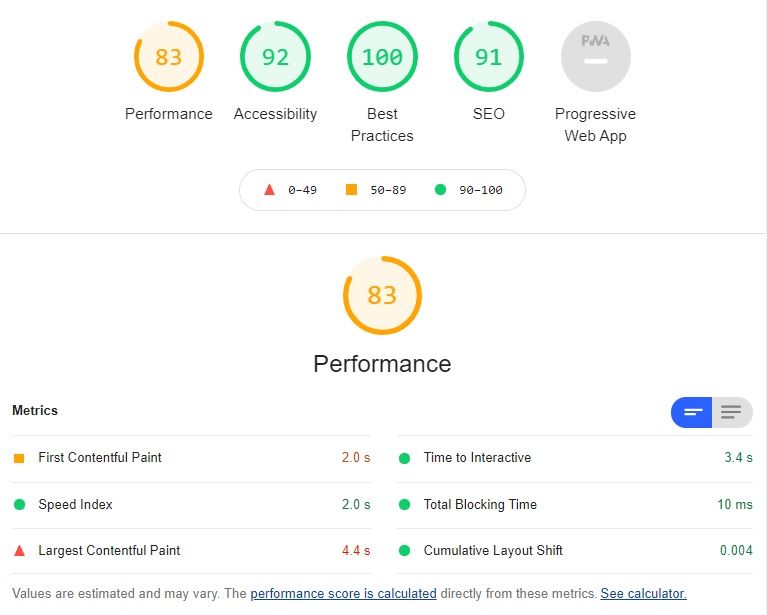 83 92 100 91 PWA
Performance Accessibility Best Practices SEO Progressive Web App
0–49 50–89 90–100
83
Performance
Metrics
First Contentful Paint 2.0 s
Time to Interactive 3.4 s
Speed Index 2.0 s
Total Blocking Time 10 ms
Largest Contentful Paint 4.4 s
Cumulative Layout Shift 0.004
Values are estimated and may vary. The performance score is calculated directly from these metrics. See calculator.